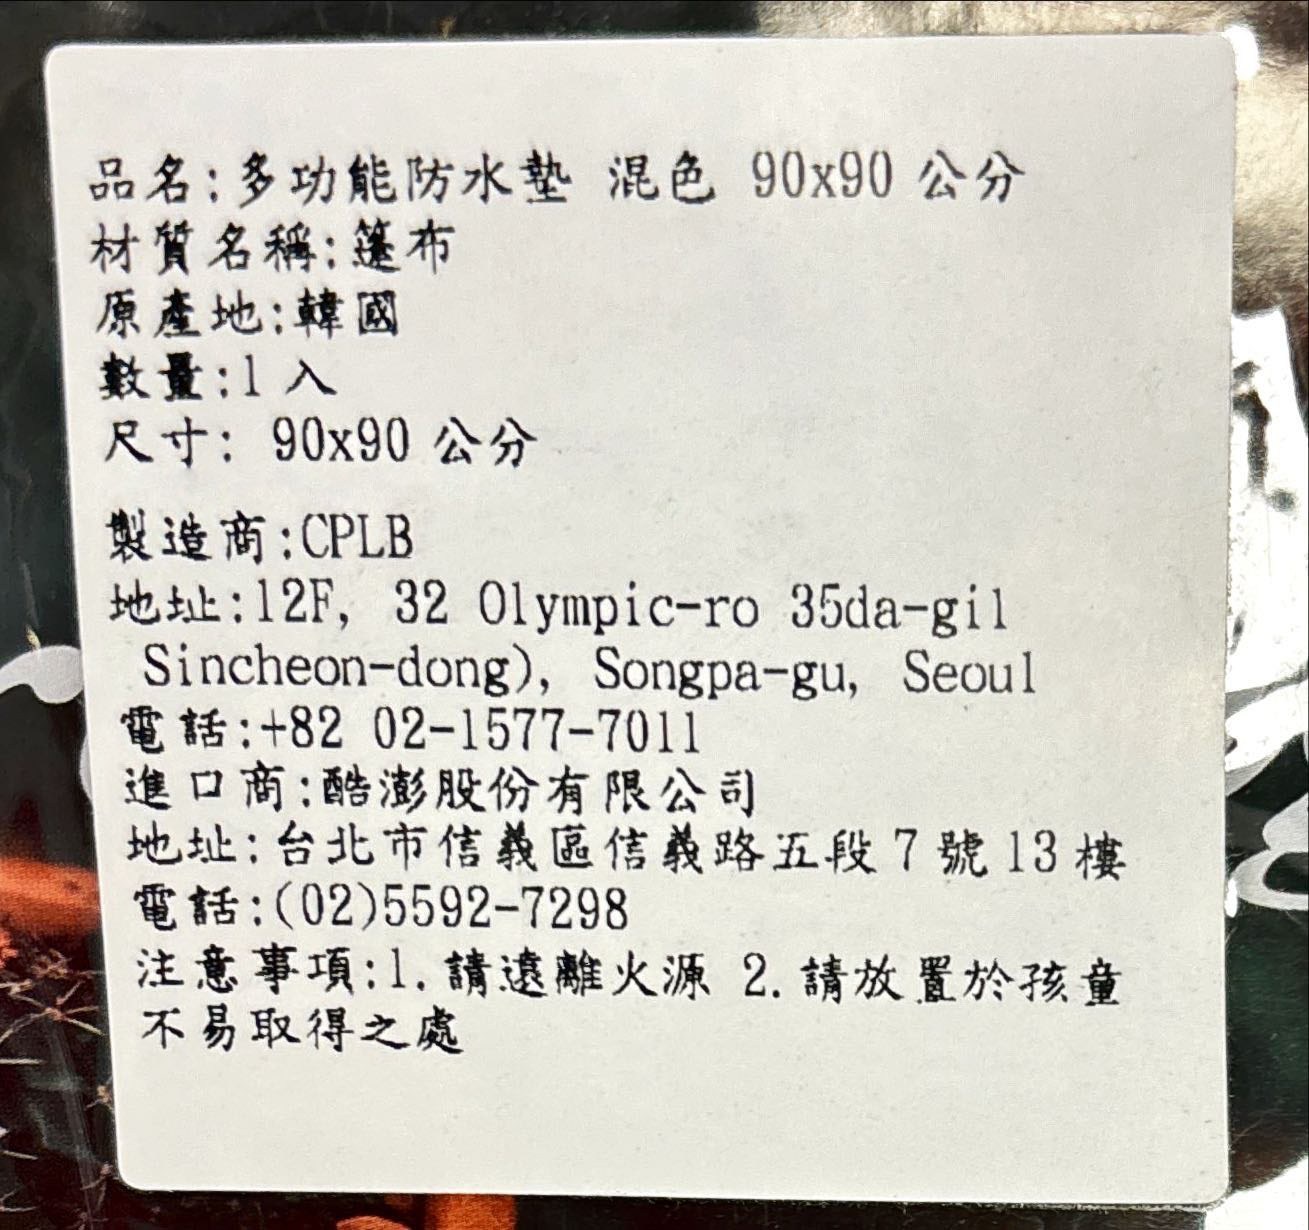 品名:多功能防水墊 混色 90x90 公分
材質名稱:篷布
原產地:韓國
數量:1 入
尺寸: 90x90 公分
製造商:CPLB
地址:12F, 32 Olympic-ro 35da-gil
Sincheon-dong), Songpa-gu, Seoul
電話:+82 02-1577-7011
進口商:酷澎股份有限公司
地址:台北市信義區信義路五段 7 號 13 樓
電話:(02)5592-7298
注意事項:1.請遠離火源 2.請放置於孩童
不易取得之處